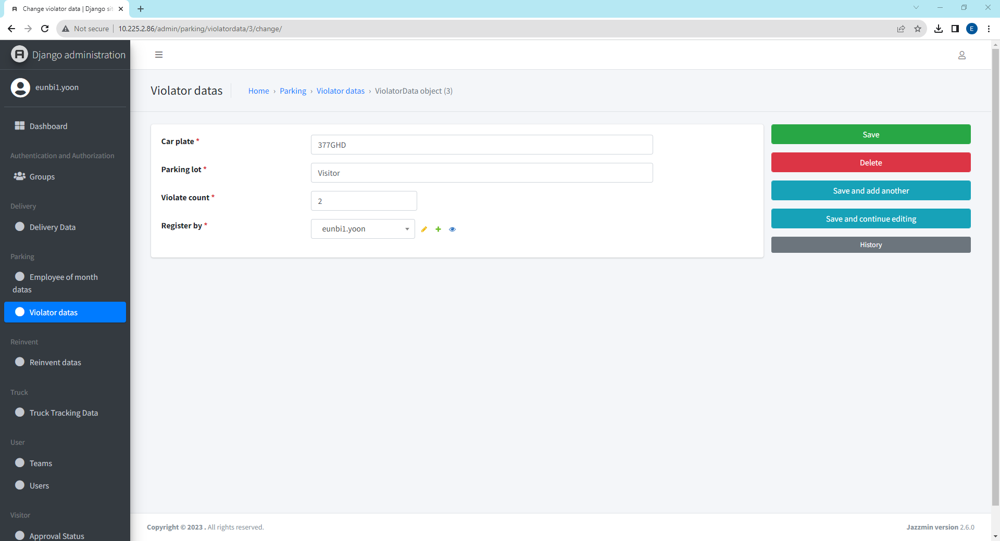 Change violator data | Django sit
Not secure
10.225.2.86/admin/parking/violatordata/3/change/
E
Django administration
eunbi1.yoon
Dashboard
Authentication and Authorization
Groups
Delivery
Delivery Data
Parking
Employee of month
datas
Violator datas
Reinvent
Reinvent datas
Truck
Truck Tracking Data
User
Teams
Users
Visitor
Approval Status
Violator datas
Home › Parking › Violator datas › ViolatorData object (3)
Car plate *
377GHD
Parking lot *
Visitor
Violate count *
2
Register by *
eunbi1.yoon
Save
Delete
Save and add another
Save and continue editing
History
Copyright © 2023 . All rights reserved.
Jazzmin version 2.6.0